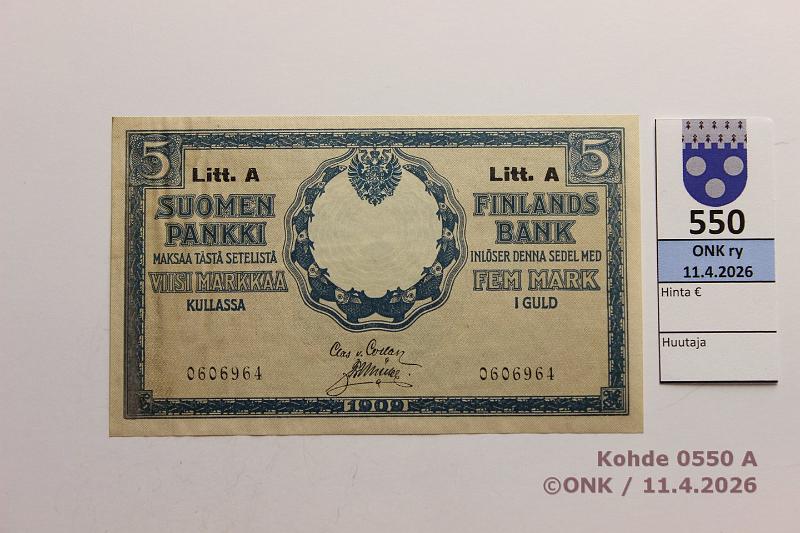 5
5
Litt. A
Litt. A
SUOMEN
PANKKI
MAKSAA TÄSTÄ SETELISTÄ
VIISI MARKKAA
KULLASSA
FINLANDS
BANK
INLÖSER DENNA SEDEL MED
FEM MARK
I GULD
Clas v. Collan
0606964
0606964
1909
550
ONK ry
11.4.2026
Hinta €
Huutaja
Kohde 0550 A
©ONK / 11.4.2026